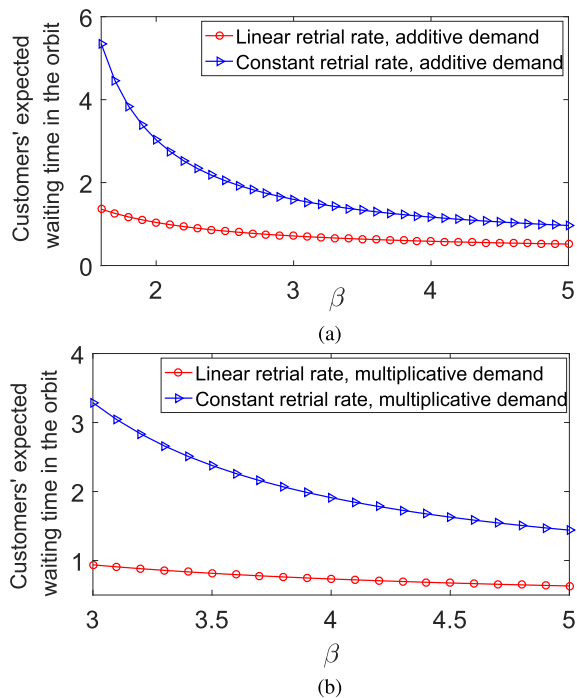 6
Linear retrial rate, additive demand
Constant retrial rate, additive demand
Customers' expected
waiting time in the orbit
4
2
0
2
3
4
5
β
(a)
4
Linear retrial rate, multiplicative demand
Constant retrial rate, multiplicative demand
Customers' expected
waiting time in the orbit
3
2
1
3
3.5
4
4.5
5
β
(b)